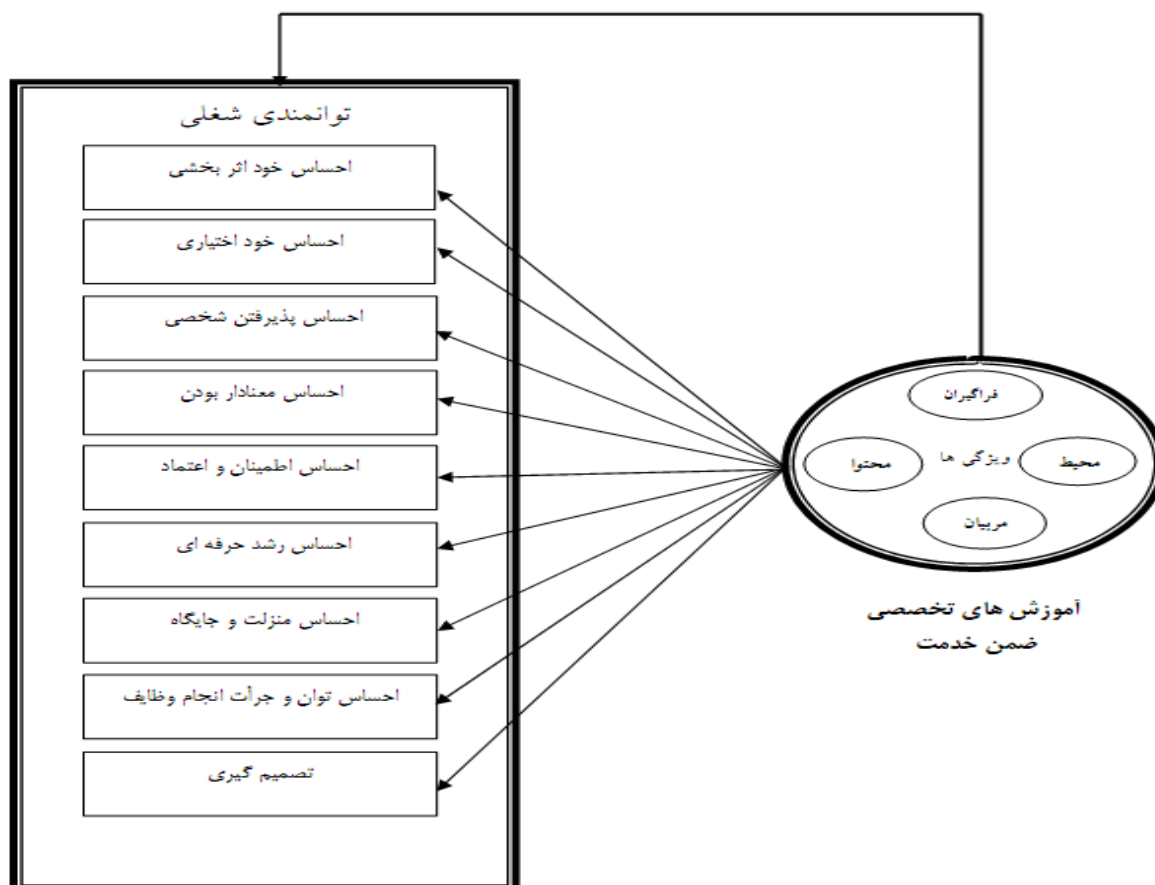 توانمندی شغلی
احساس خود اثر بخشی
احساس خود اختیاری
احساس پذیرفتن شخصی
احساس معنادار بودن
احساس اطمینان و اعتماد
احساس رشد حرفه ای
احساس منزلت و جایگاه
احساس توان و جرأت انجام وظایف
تصمیم گیری
فراگیران
محیط
ویژگی ها
محتوا
مربیان
آموزش های تخصصی
ضمن خدمت